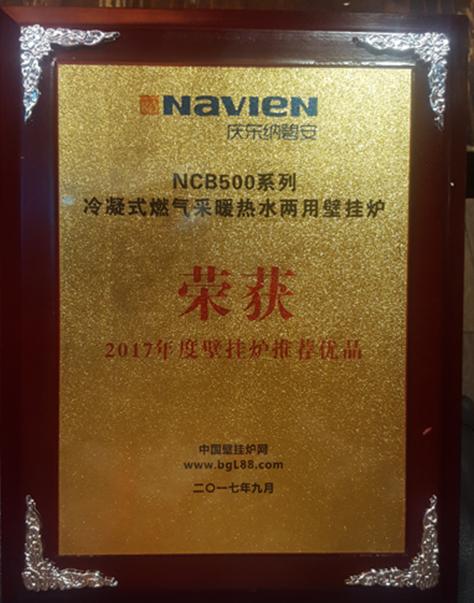 NAVIEN
庆东纳碧安
NCB500系列
冷凝式燃气采暖热水两用壁挂炉
荣获
2017年度壁挂炉推荐优品
中国壁挂炉网
www.bgl88.com
二〇一七年九月